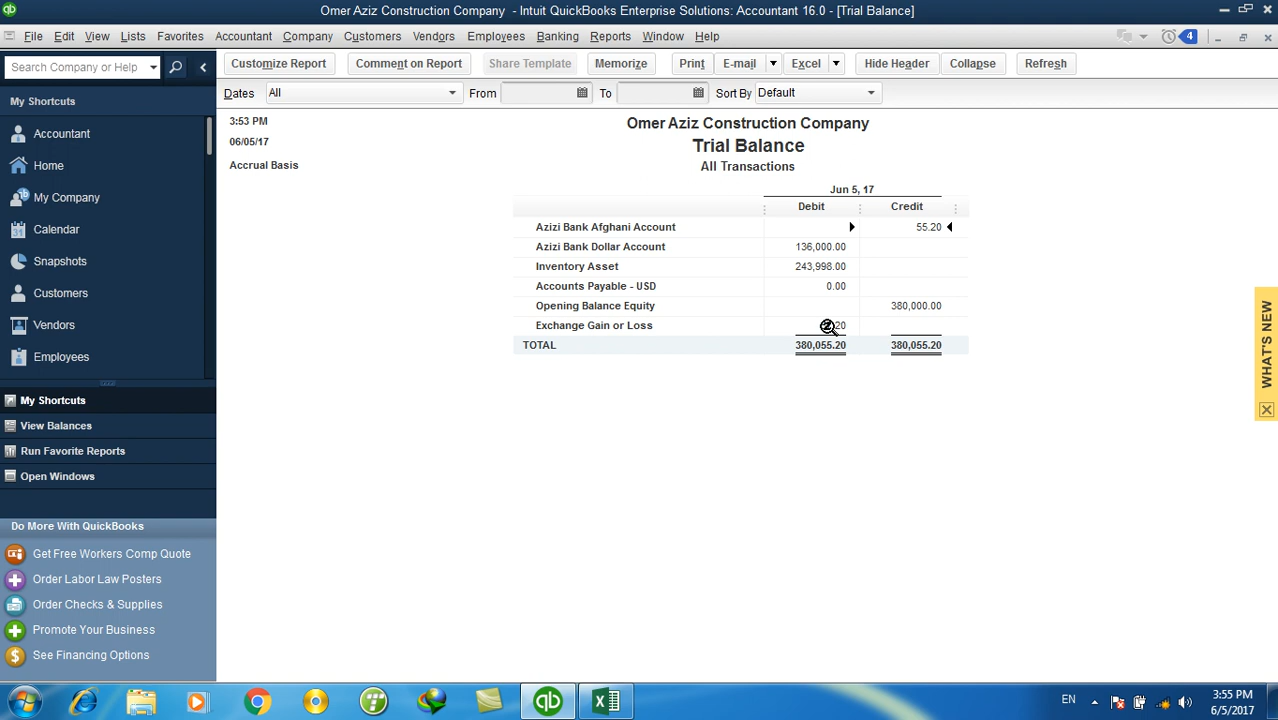 Omer Aziz Construction Company - Intuit QuickBooks Enterprise Solutions: Accountant 16.0 - [Trial Balance]
File Edit View Lists Favorites Accountant Company Customers Vendors Employees Banking Reports Window Help 4
Search Company or Help
Customize Report Comment on Report Share Template Memorize Print E-mail Excel Hide Header Collapse Refresh
Dates All From To Sort By Default
My Shortcuts
Accountant
Home
My Company
Calendar
Snapshots
Customers
Vendors
Employees
My Shortcuts
View Balances
Run Favorite Reports
Open Windows
Do More With QuickBooks
Get Free Workers Comp Quote
Order Labor Law Posters
Order Checks & Supplies
Promote Your Business
See Financing Options
3:53 PM
06/05/17
Accrual Basis
Omer Aziz Construction Company
Trial Balance
All Transactions
Jun 5, 17
Debit Credit
Azizi Bank Afghani Account 55.20
Azizi Bank Dollar Account 136,000.00
Inventory Asset 243,998.00
Accounts Payable - USD 0.00
Opening Balance Equity 380,000.00
Exchange Gain or Loss
TOTAL 380,055.20 380,055.20
WHAT'S NEW
EN
3:55 PM
6/5/2017